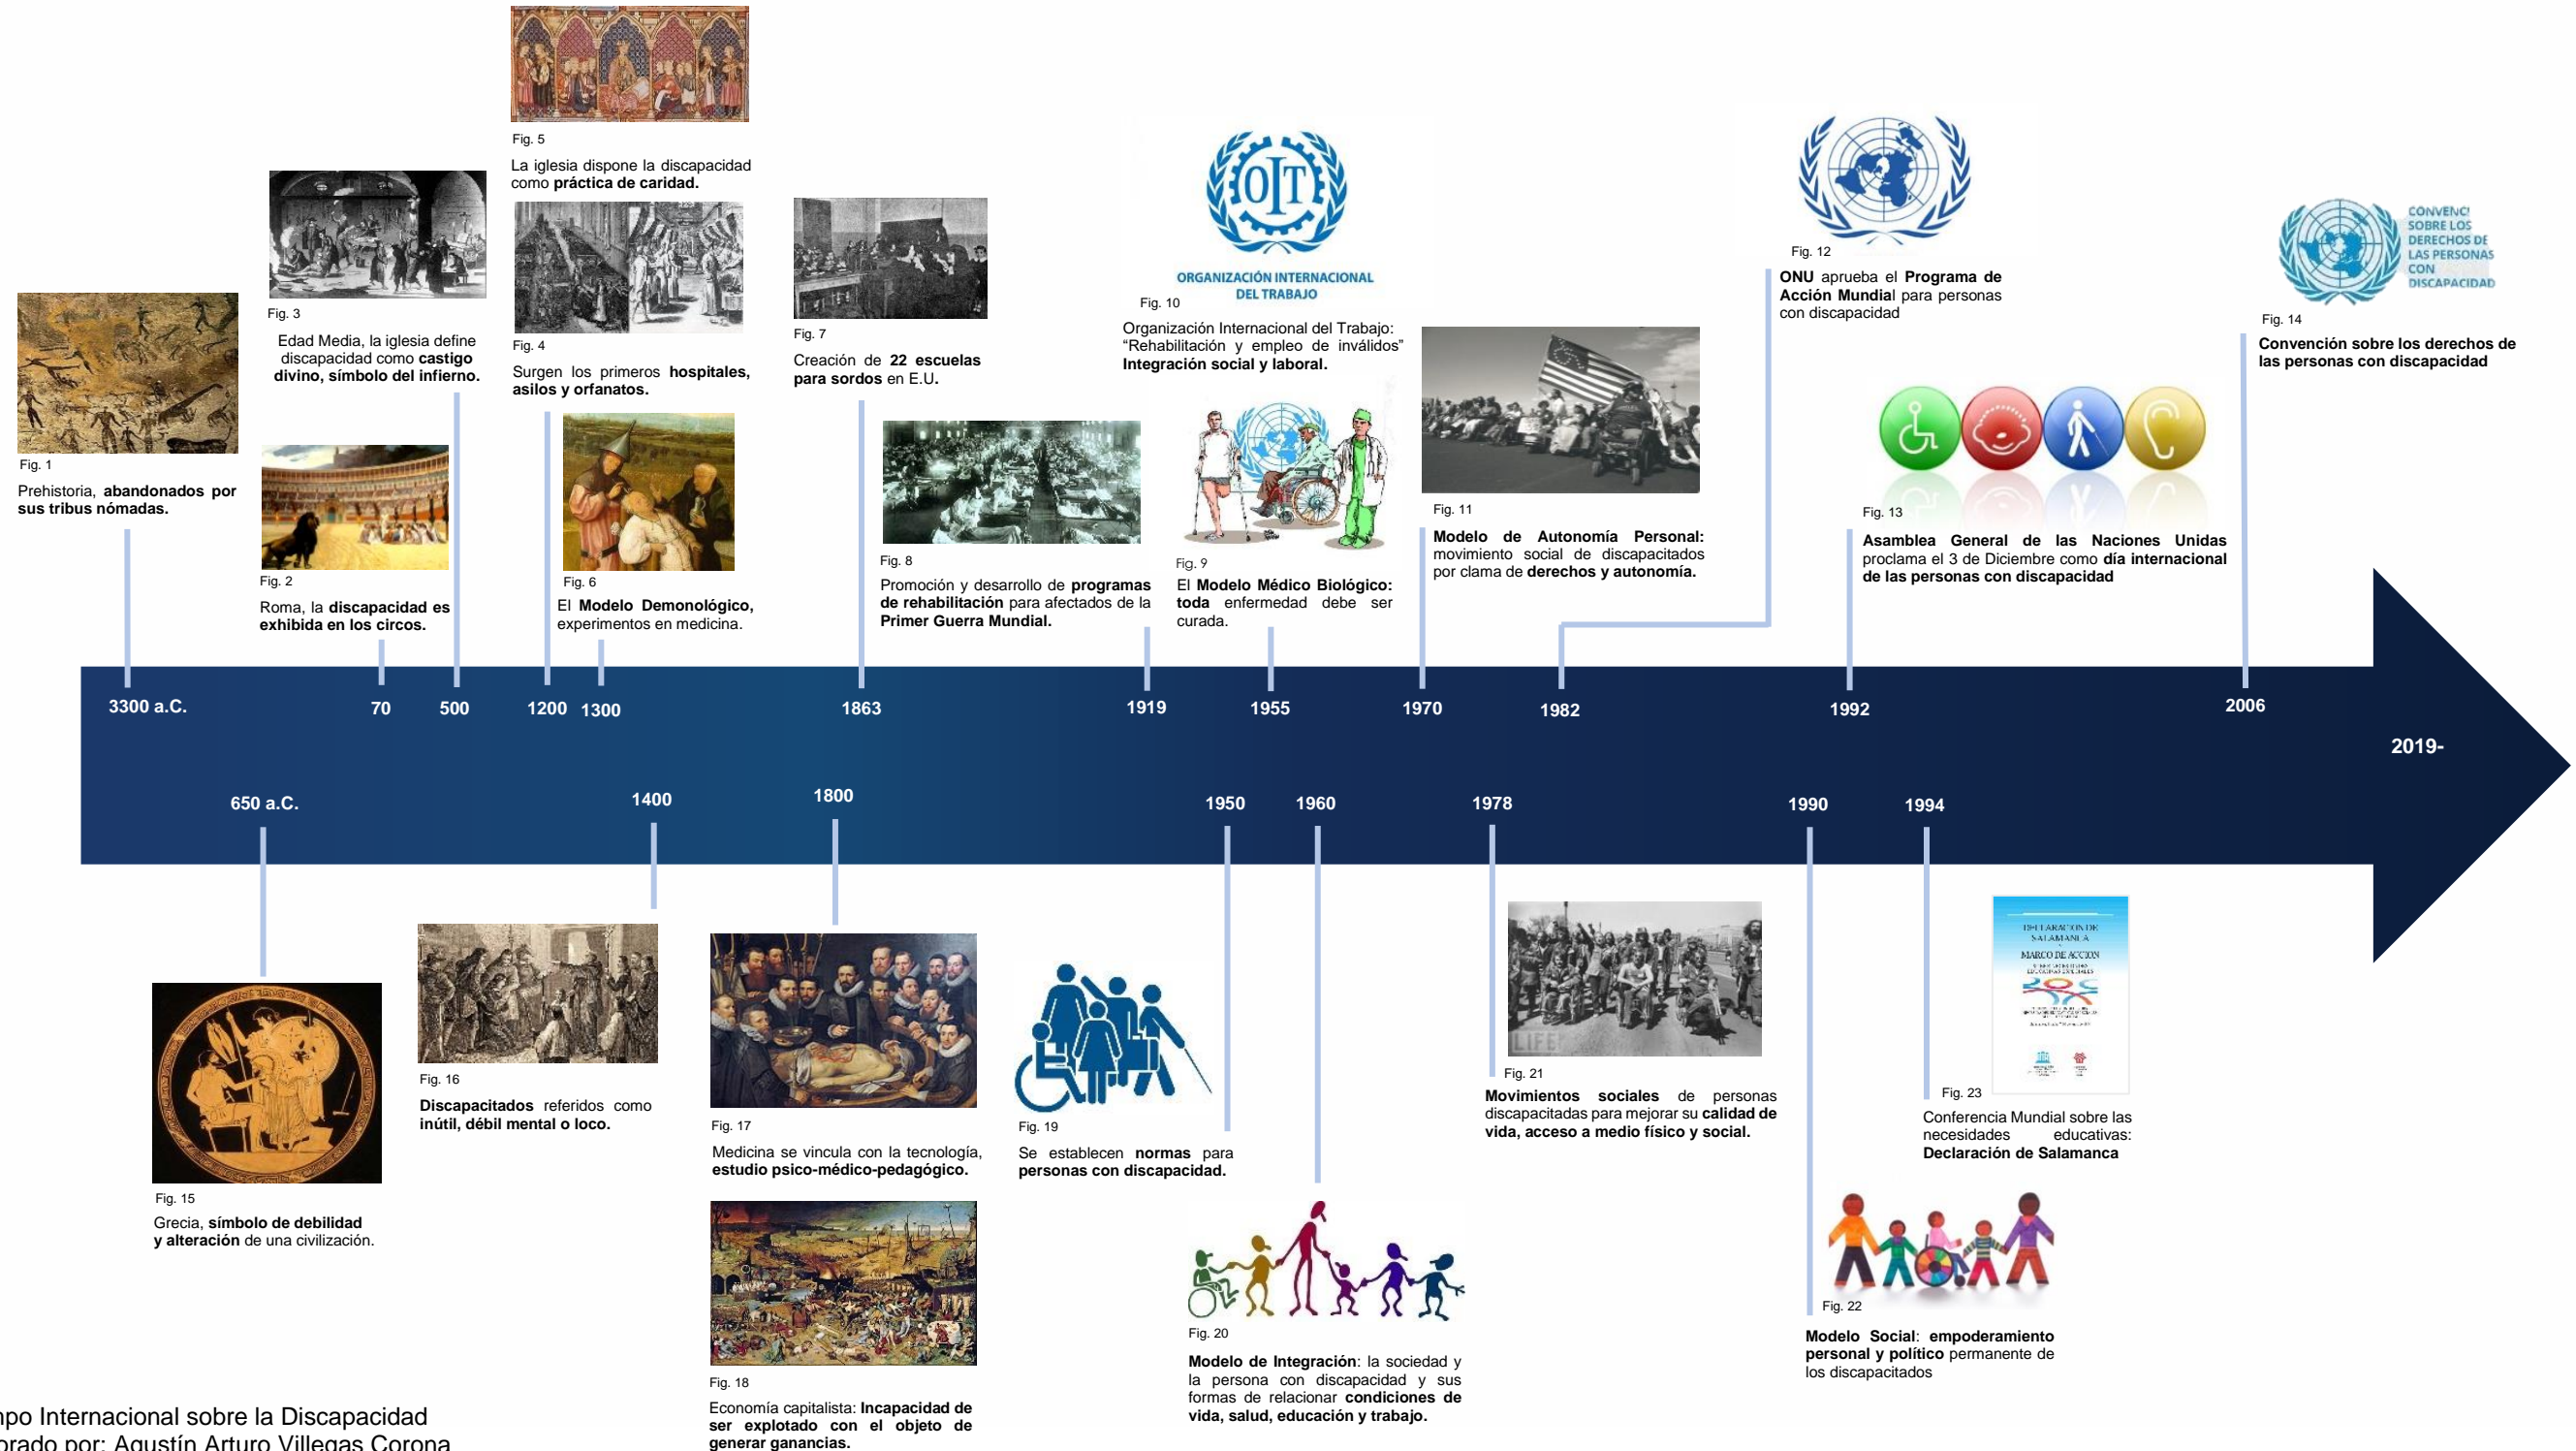 Fig. 5
La iglesia dispone la discapacidad
como práctica de caridad.
Fig. 3
Edad Media, la iglesia define
discapacidad como castigo
divino, símbolo del infierno.
Fig. 4
Surgen los primeros hospitales,
asilos y orfanatos.
Fig. 1
Prehistoria, abandonados por
sus tribus nómadas.
Fig. 2
Roma, la discapacidad es
exhibida en los circos.
Fig. 6
El Modelo Demonológico,
experimentos en medicina.
Fig. 7
Creación de 22 escuelas
para sordos en E.U.
Fig. 8
Promoción y desarrollo de programas
de rehabilitación para afectados de la
Primer Guerra Mundial.
OIT
ORGANIZACIÓN INTERNACIONAL
DEL TRABAJO
Fig. 10
Organización Internacional del Trabajo:
“Rehabilitación y empleo de inválidos”
Integración social y laboral.
Fig. 9
El Modelo Médico Biológico:
toda enfermedad debe ser
curada.
Fig. 11
Modelo de Autonomía Personal:
movimiento social de discapacitados
por clama de derechos y autonomía.
Fig. 12
ONU aprueba el Programa de
Acción Mundial para personas
con discapacidad
Fig. 13
Asamblea General de las Naciones Unidas
proclama el 3 de Diciembre como día internacional
de las personas con discapacidad
CONVENCI
SOBRE LOS
DERECHOS DE
LAS PERSONAS
CON
DISCAPACIDAD
Fig. 14
Convención sobre los derechos de
las personas con discapacidad
3300 a.C.
70
500
1200
1300
1863
1919
1955
1970
1982
1992
2006
2019-
650 a.C.
1400
1800
1950
1960
1978
1990
1994
Fig. 15
Grecia, símbolo de debilidad
y alteración de una civilización.
Fig. 16
Discapacitados referidos como
inútil, débil mental o loco.
Fig. 17
Medicina se vincula con la tecnología,
estudio psico-médico-pedagógico.
Fig. 18
Economía capitalista: Incapacidad de
ser explotado con el objeto de
generar ganancias.
Fig. 19
Se establecen normas para
personas con discapacidad.
Fig. 20
Modelo de Integración: la sociedad y
la persona con discapacidad y sus
formas de relacionar condiciones de
vida, salud, educación y trabajo.
LIFE
Fig. 21
Movimientos sociales de personas
discapacitadas para mejorar su calidad de
vida, acceso a medio físico y social.
DECLARACION DE
SALAMANCA
MARCO DE ACCION
Fig. 23
Conferencia Mundial sobre las
necesidades educativas:
Declaración de Salamanca
Fig. 22
Modelo Social: empoderamiento
personal y político permanente de
los discapacitados
mpo Internacional sobre la Discapacidad
orado por: Agustín Arturo Villegas Corona